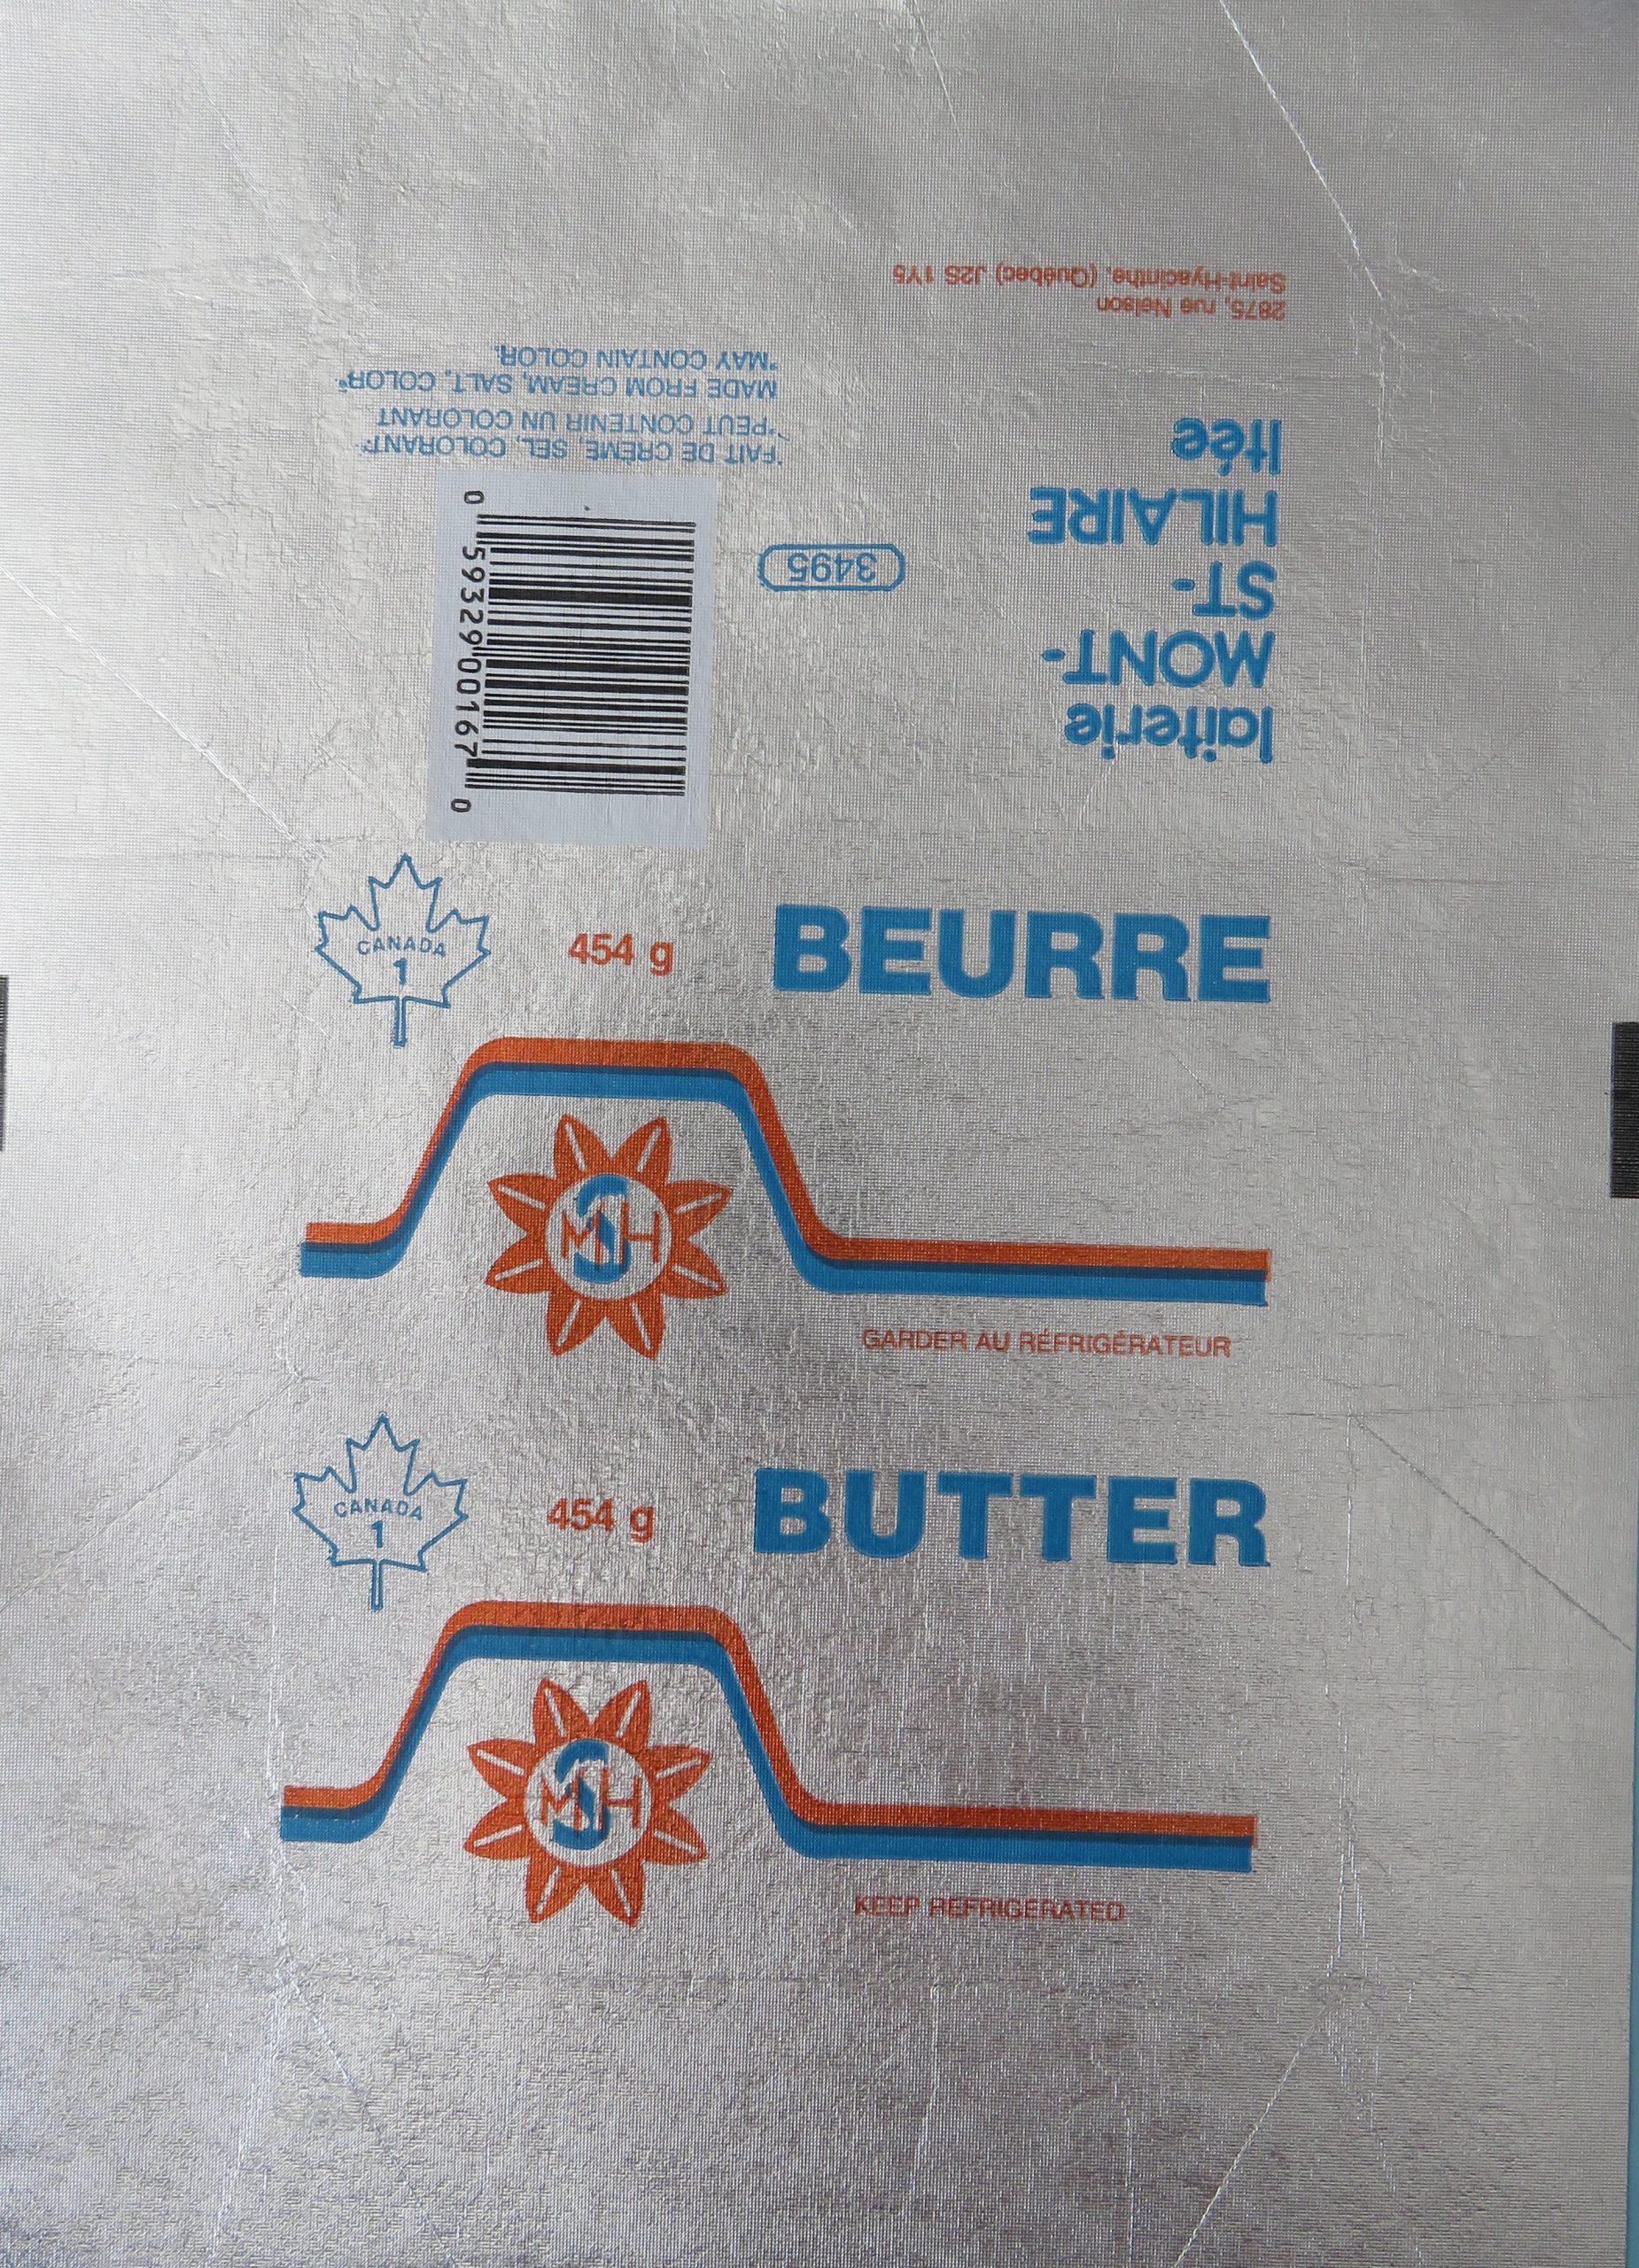 laiterie
MONT-
ST-
HILAIRE
ltée
2875, rue Nelson
Saint-Hyacinthe, (Québec) J2S 1Y5
3495
*FAIT DE CRÈME, SEL, COLORANT*
*PEUT CONTENIR UN COLORANT
MADE FROM CREAM, SALT, COLOR*
*MAY CONTAIN COLOR.
0 59329 00167 0
CANADA
1
454 g
BEURRE
MSH
GARDER AU RÉFRIGÉRATEUR
CANADA
1
454 g
BUTTER
MSH
KEEP REFRIGERATED